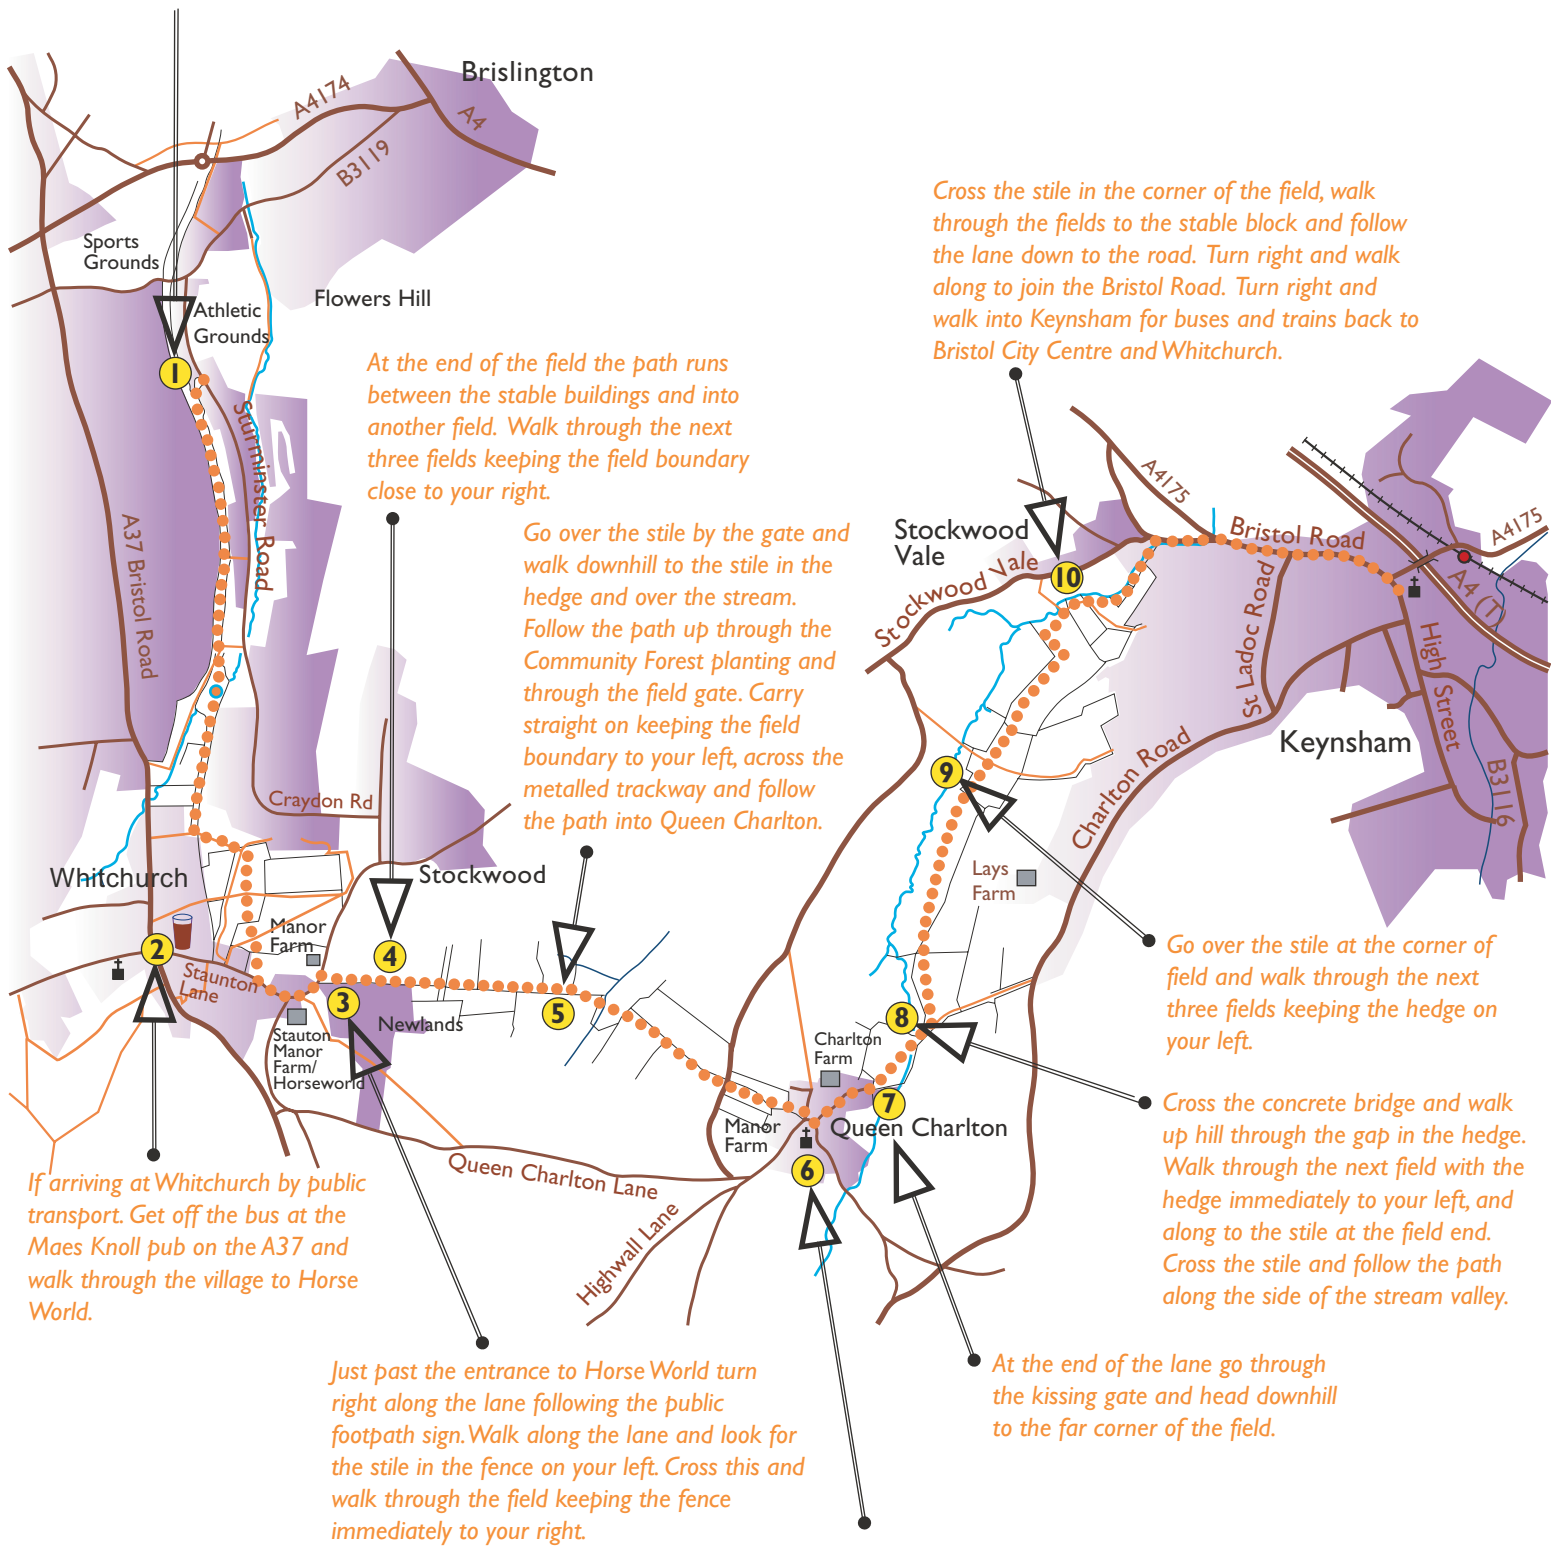 Brislington
A4174
A4
B3119
Sports
Grounds
Flowers Hill
Athletic
Grounds
1
Sturminster Road
A37 Bristol Road
At the end of the field the path runs
between the stable buildings and into
another field. Walk through the next
three fields keeping the field boundary
close to your right.
Go over the stile by the gate and
walk downhill to the stile in the
hedge and over the stream.
Follow the path up through the
Community Forest planting and
through the field gate. Carry
straight on keeping the field
boundary to your left, across the
metalled trackway and follow
the path into Queen Charlton.
Cross the stile in the corner of the field, walk
through the fields to the stable block and follow
the lane down to the road. Turn right and walk
along to join the Bristol Road. Turn right and
walk into Keynsham for buses and trains back to
Bristol City Centre and Whitchurch.
A4175
Stockwood
Vale
Stockwood Vale
10
Bristol Road
A4175
A4 (T)
St Ladoc Road
High
Street
Keynsham
B3116
Charlton Road
9
Lays
Farm
Craydon Rd
Whitchurch
Stockwood
2
Manor
Farm
4
Staunton
Lane
3
5
Newlands
Stauton
Manor
Farm/
Horseworld
8
Charlton
Farm
7
Manor
Farm
Queen Charlton
6
Queen Charlton Lane
Highwall Lane
Go over the stile at the corner of
field and walk through the next
three fields keeping the hedge on
your left.
Cross the concrete bridge and walk
up hill through the gap in the hedge.
Walk through the next field with the
hedge immediately to your left, and
along to the stile at the field end.
Cross the stile and follow the path
along the side of the stream valley.
If arriving at Whitchurch by public
transport. Get off the bus at the
Maes Knoll pub on the A37 and
walk through the village to Horse
World.
Just past the entrance to Horse World turn
right along the lane following the public
footpath sign. Walk along the lane and look for
the stile in the fence on your left. Cross this and
walk through the field keeping the fence
immediately to your right.
At the end of the lane go through
the kissing gate and head downhill
to the far corner of the field.